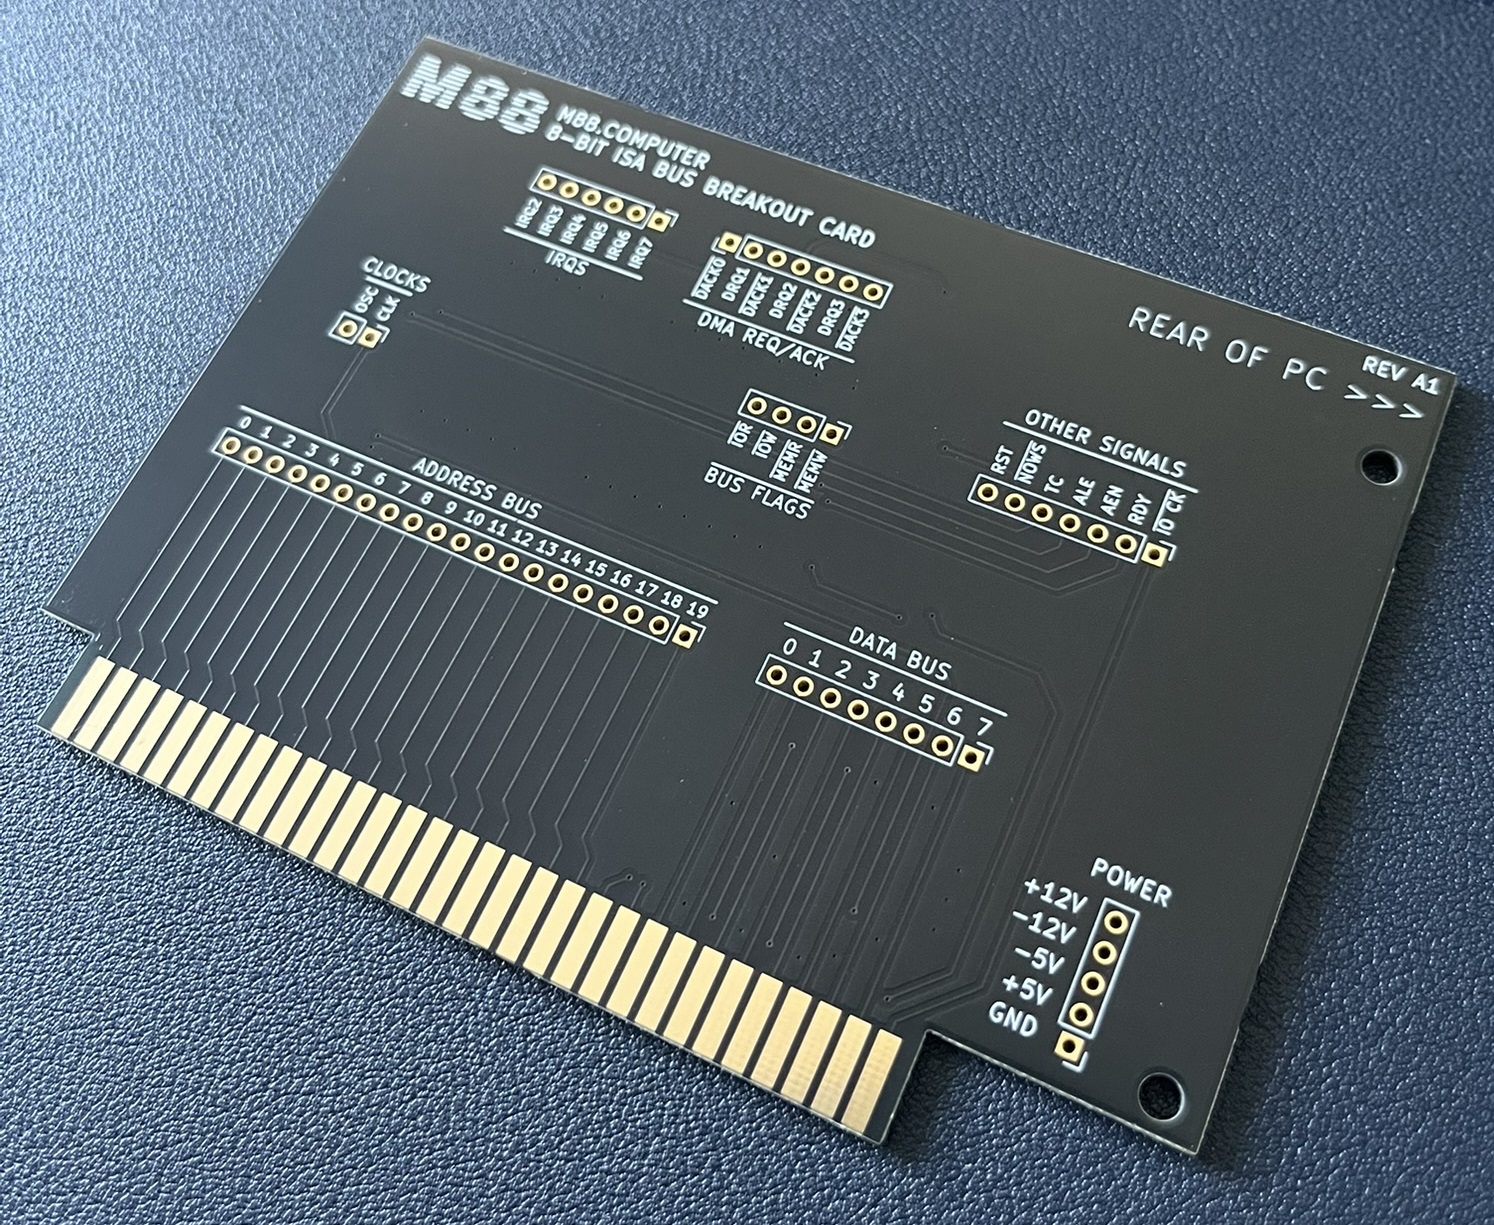 M88
M88.COMPUTER
8-BIT ISA BUS BREAKOUT CARD
IRQ2 IRQ3 IRQ4 IRQ5 IRQ6 IRQ7
IRQS
DACK0 DRQ1 DACK1 DRQ2 DACK2 DRQ3 DACK3
DMA REQ/ACK
CLOCKS
OSC CLK
REAR OF PC >>>
REV A1
IOR IOW MEMR MEMW
BUS FLAGS
OTHER SIGNALS
RST NOWS TC ALE AEN RDY IO CK
ADDRESS BUS
0 1 2 3 4 5 6 7 8 9 10 11 12 13 14 15 16 17 18 19
DATA BUS
0 1 2 3 4 5 6 7
POWER
+12V
-12V
-5V
+5V
GND